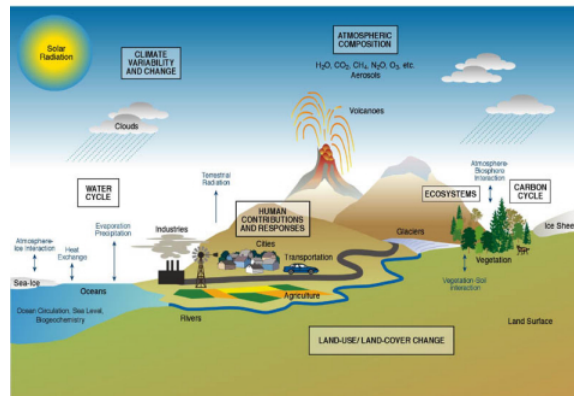 Solar
Radiation
CLIMATE
VARIABILITY
AND CHANGE
ATMOSPHERIC
COMPOSITION
H₂O, CO₂, CH₄, N₂O, O₃, etc.
Aerosols
Clouds
Volcanoes
WATER
CYCLE
Terrestrial
Radiation
Atmosphere-
Biosphere
Interaction
ECOSYSTEMS
CARBON
CYCLE
Atmosphere-
Ice Interaction
Heat
Exchange
Evaporation
Precipitation
Industries
HUMAN
CONTRIBUTIONS
AND RESPONSES
Cities
Transportation
Glaciers
Vegetation
Ice Shee
Sea-Ice
Oceans
Agriculture
Vegetation-Soil
Interaction
Ocean Circulation, Sea Level,
Biogeochemistry
Rivers
Land Surface
LAND-USE/ LAND-COVER CHANGE